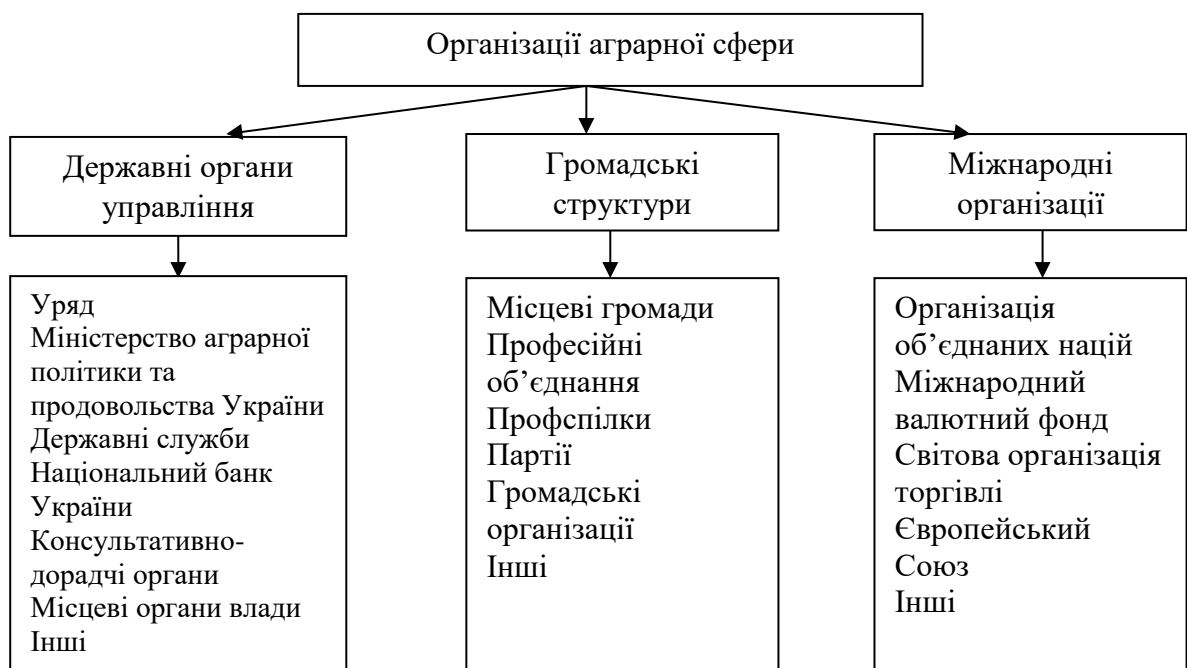 Організації аграрної сфери
Державні органи
управління
Громадські
структури
Міжнародні
організації
Уряд
Міністерство аграрної
політики та
продовольства України
Державні служби
Національний банк
України
Консультативно-
дорадчі органи
Місцеві органи влади
Інші
Місцеві громади
Професійні
об’єднання
Профспілки
Партії
Громадські
організації
Інші
Організація
об’єднаних націй
Міжнародний
валютний фонд
Світова організація
торгівлі
Європейський
Союз
Інші